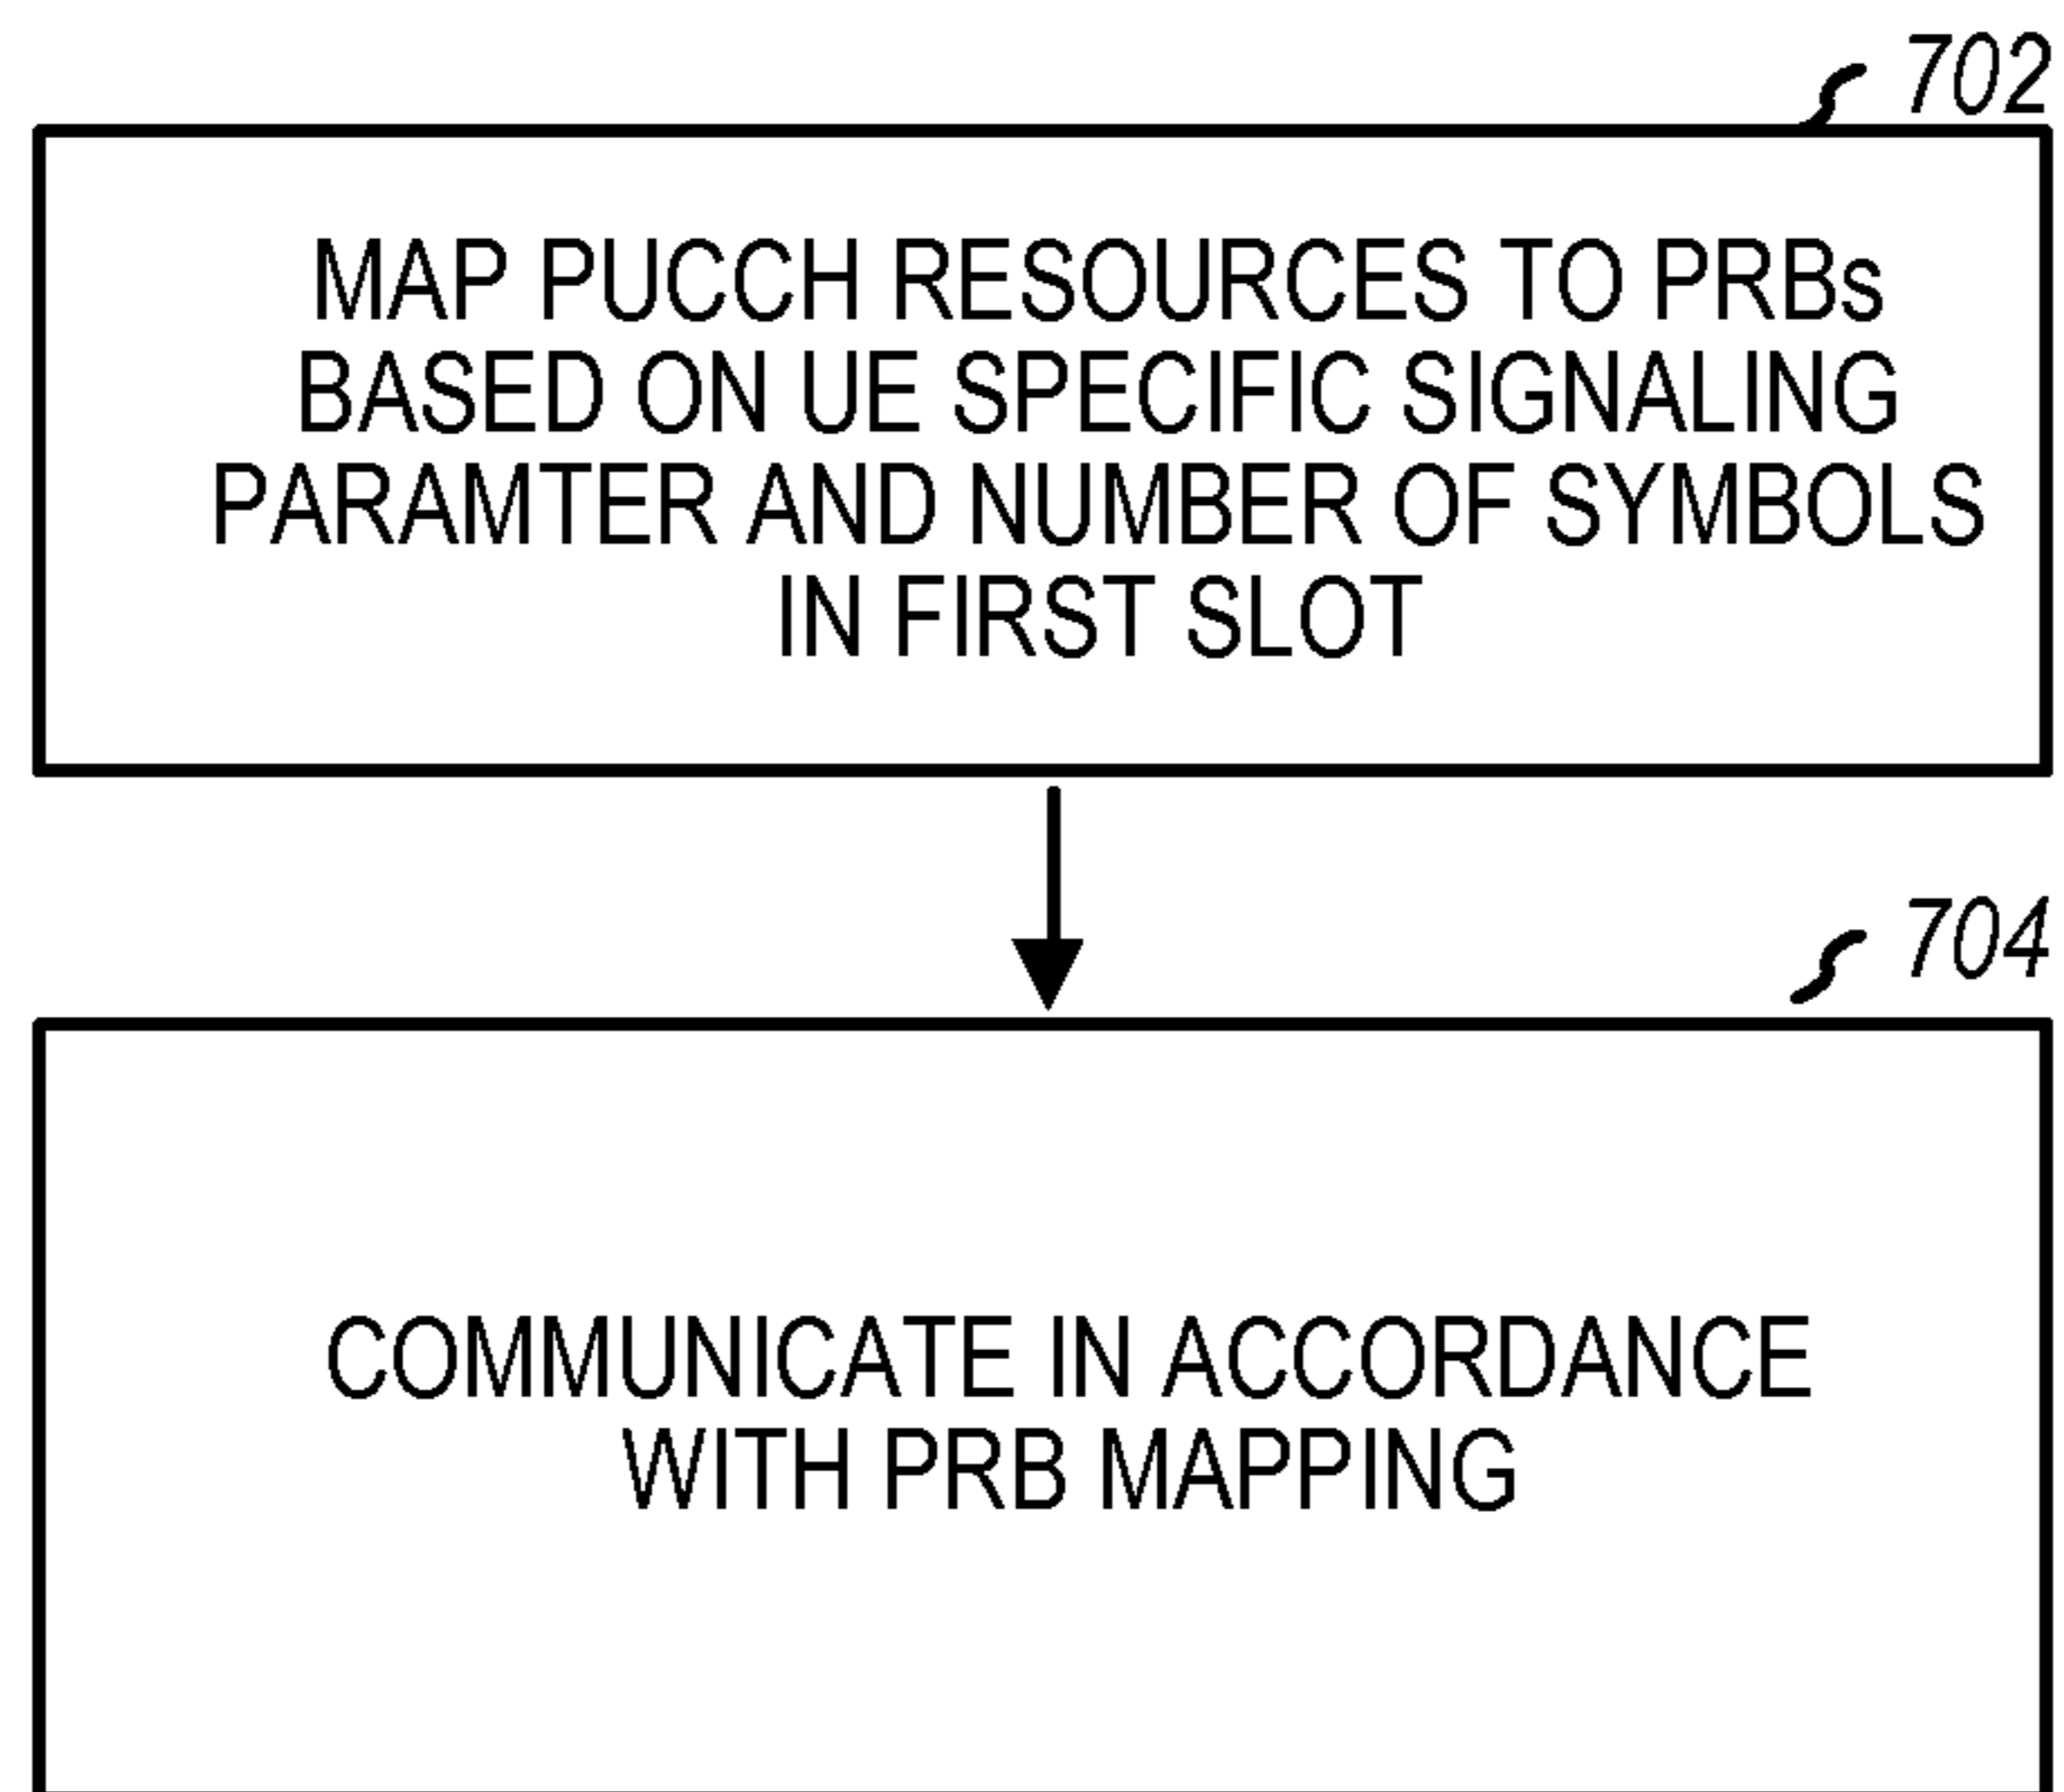 702
MAP PUCCH RESOURCES TO PRBs
BASED ON UE SPECIFIC SIGNALING
PARAMTER AND NUMBER OF SYMBOLS
IN FIRST SLOT
704
COMMUNICATE IN ACCORDANCE
WITH PRB MAPPING